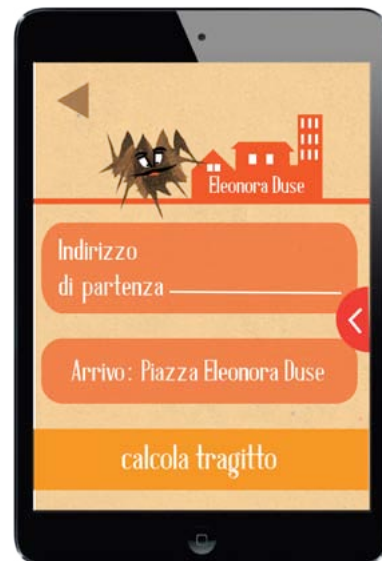 Eleonora Duse
Indirizzo
di partenza
Arrivo: Piazza Eleonora Duse
calcola tragitto